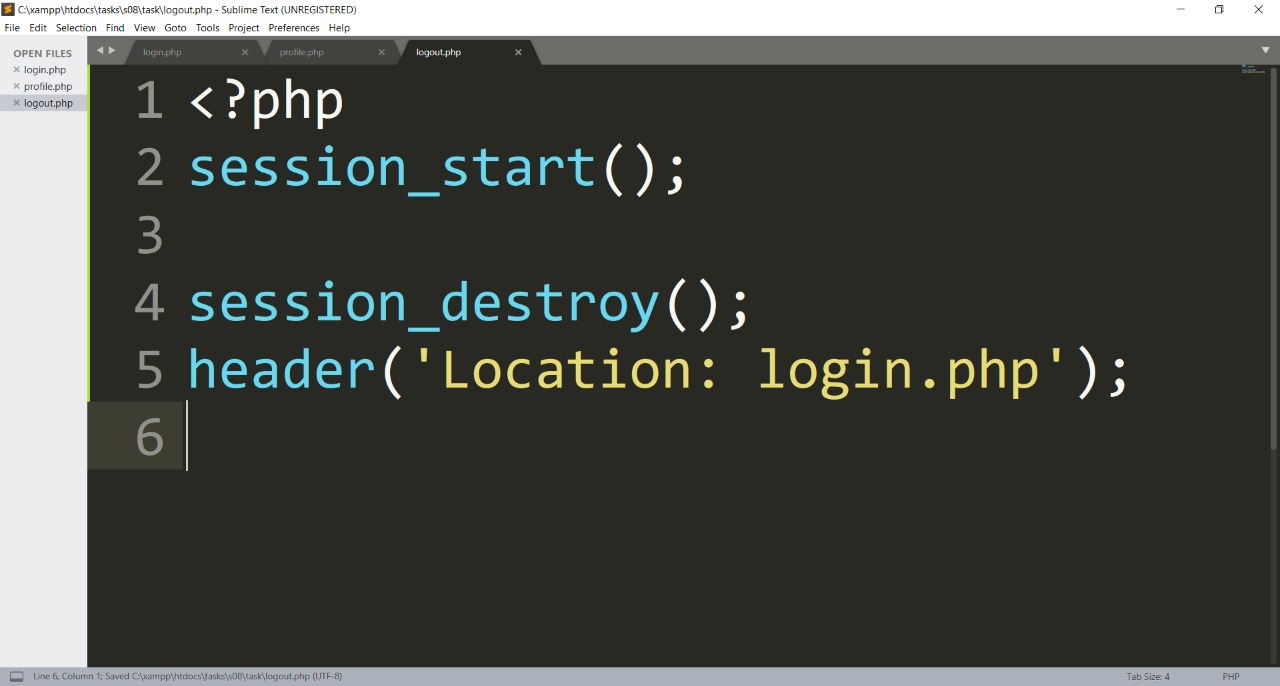 C:\xampp\htdocs\tasks\s08\task\logout.php - Sublime Text (UNREGISTERED)
File Edit Selection Find View Goto Tools Project Preferences Help
OPEN FILES
login.php
profile.php
logout.php
login.php profile.php logout.php
1 <?php
2 session_start();
3
4 session_destroy();
5 header('Location: login.php');
6
Line 6, Column 1; Saved C:\xampp\htdocs\tasks\s08\task\logout.php (UTF-8) Tab Size: 4 PHP